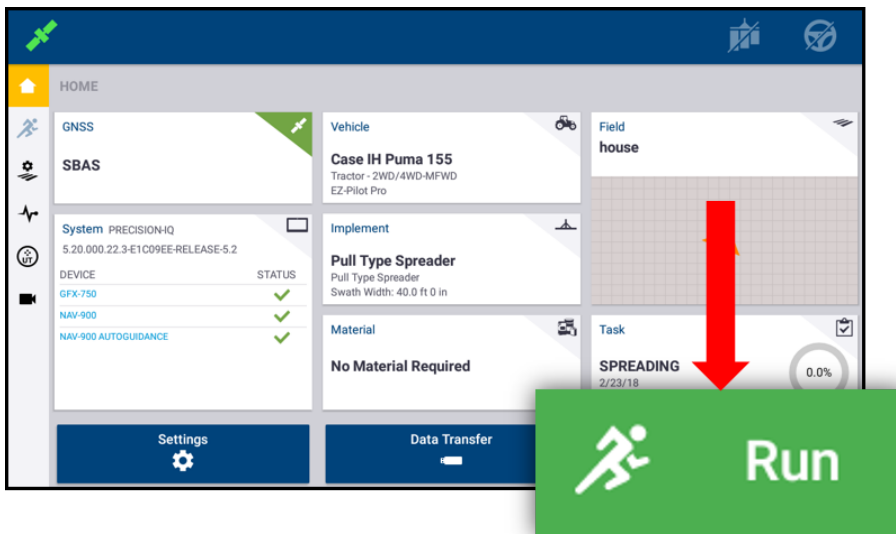 HOME
GNSS
SBAS
Vehicle
Case IH Puma 155
Tractor - 2WD/4WD-MFWD
EZ-Pilot Pro
Field
house
System PRECISION-IQ
5.20.000.22.3-E1C09EE-RELEASE-5.2
DEVICE STATUS
GFX-750
NAV-900
NAV-900 AUTOGUIDANCE
Implement
Pull Type Spreader
Pull Type Spreader
Swath Width: 40.0 ft 0 in
Material
No Material Required
Task
SPREADING
2/23/18
0.0%
UT
Settings
Data Transfer
Run